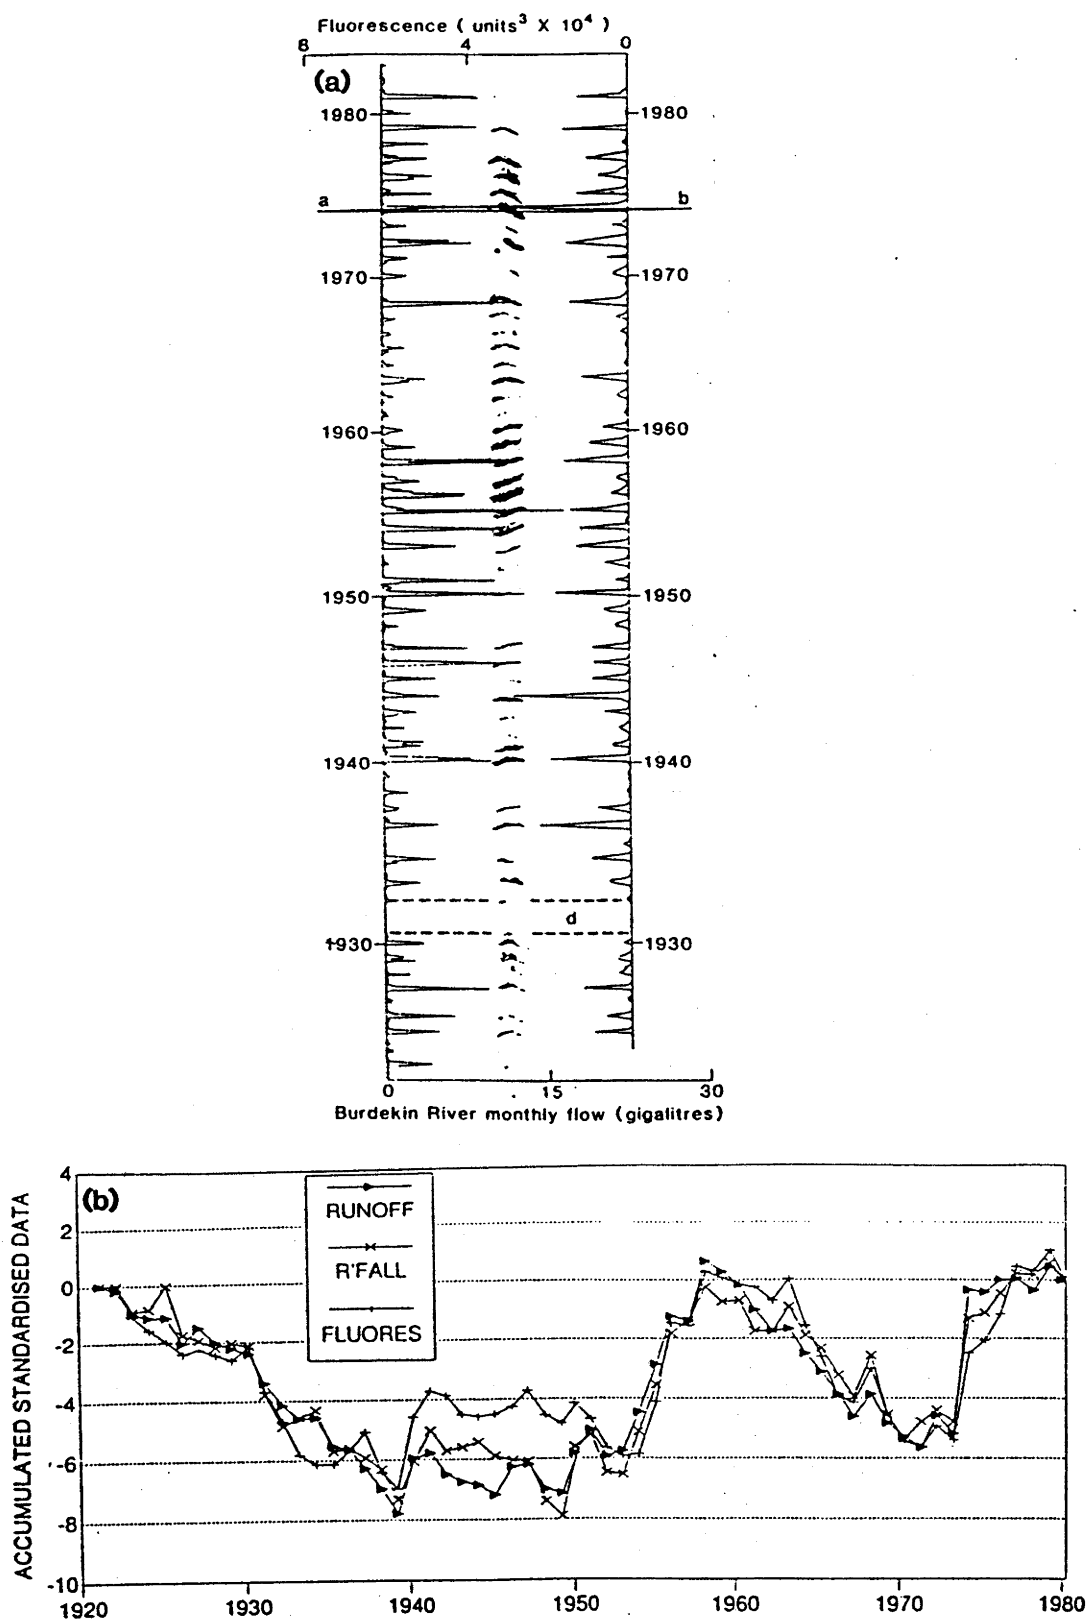 Fluorescence ( units³ X 10⁴ )
8 4 0
(a)
1980 1980
a b
1970 1970
1960 1960
1950 1950
1940 1940
d
1930 1930
0 15 30
Burdekin River monthly flow (gigalitres)
(b)
ACCUMULATED STANDARDISED DATA
4
2
0
-2
-4
-6
-8
-10
RUNOFF
R'FALL
FLUORES
1920 1930 1940 1950 1960 1970 1980